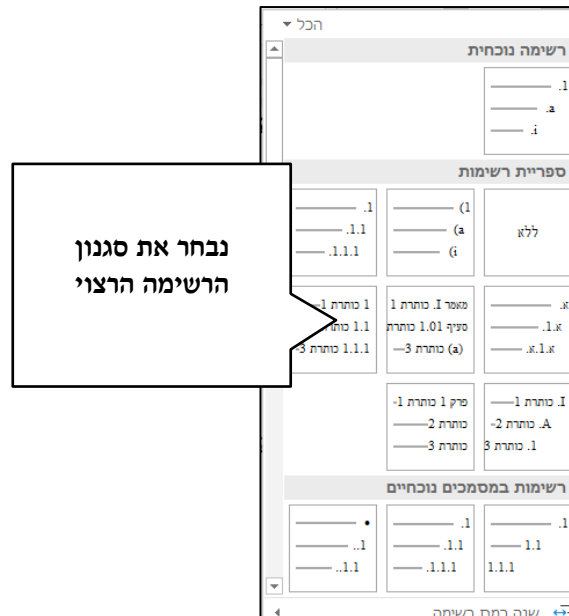 הכל
רשימה נוכחית
1.
a.
i.
ספריית רשימות
ללא
1)
a)
i)
1.
1.1.
1.1.1.
נבחר את סגנון
הרשימה הרצוי
א.
א.1.
א.1.א.
מאמר I. כותרת 1
סעיף 1.01 כותרת
(a) כותרת 3
1 כותרת 1
1.1
1.1.1 כותרת 3
I. כותרת 1
A. כותרת 2
1. כותרת 3
פרק 1 כותרת 1
כותרת 2
כותרת 3
רשימות במסמכים נוכחיים
1.
1.1
1.1.1
1.
1.1.
1.1.1.
•
1..
1.1..
שנה רמת רשימה